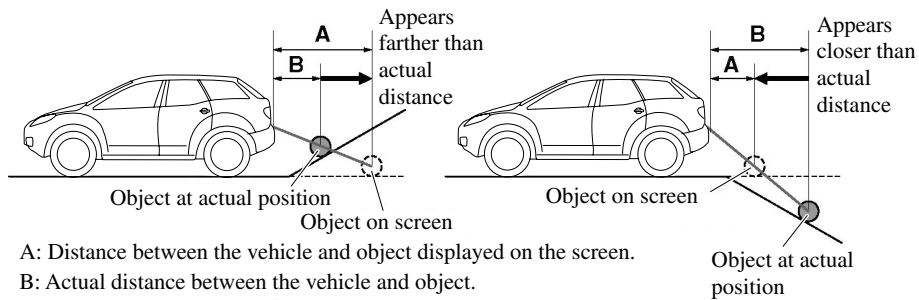 A
B
Appears
farther than
actual
distance
Object at actual position
Object on screen
B
A
Appears
closer than
actual
distance
Object on screen
Object at actual
position
A: Distance between the vehicle and object displayed on the screen.
B: Actual distance between the vehicle and object.